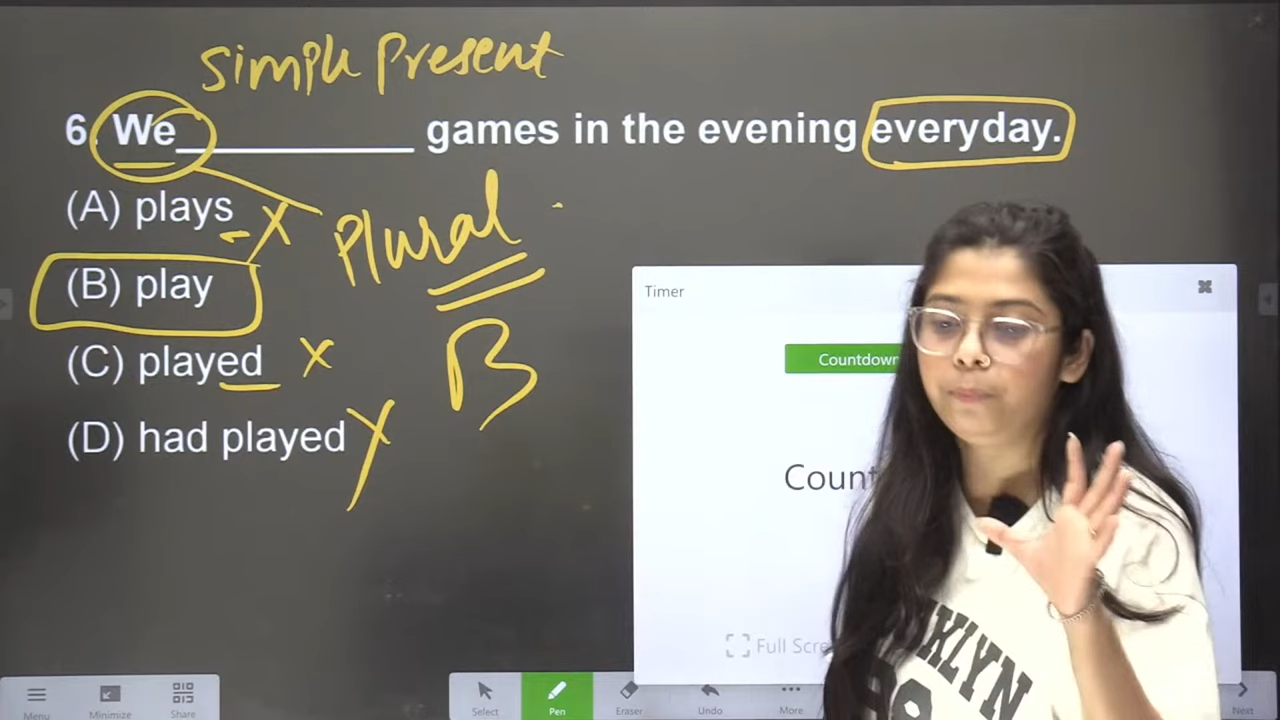 Simple Present
6. We__________ games in the evening everyday.
(A) plays x
Plural
(B) play
(C) played x
B
(D) had played x
Timer
Countdown
Count
Full Scre
OKLYN
Menu
Minimize
Share
Select
Pen
Eraser
Undo
More
Next